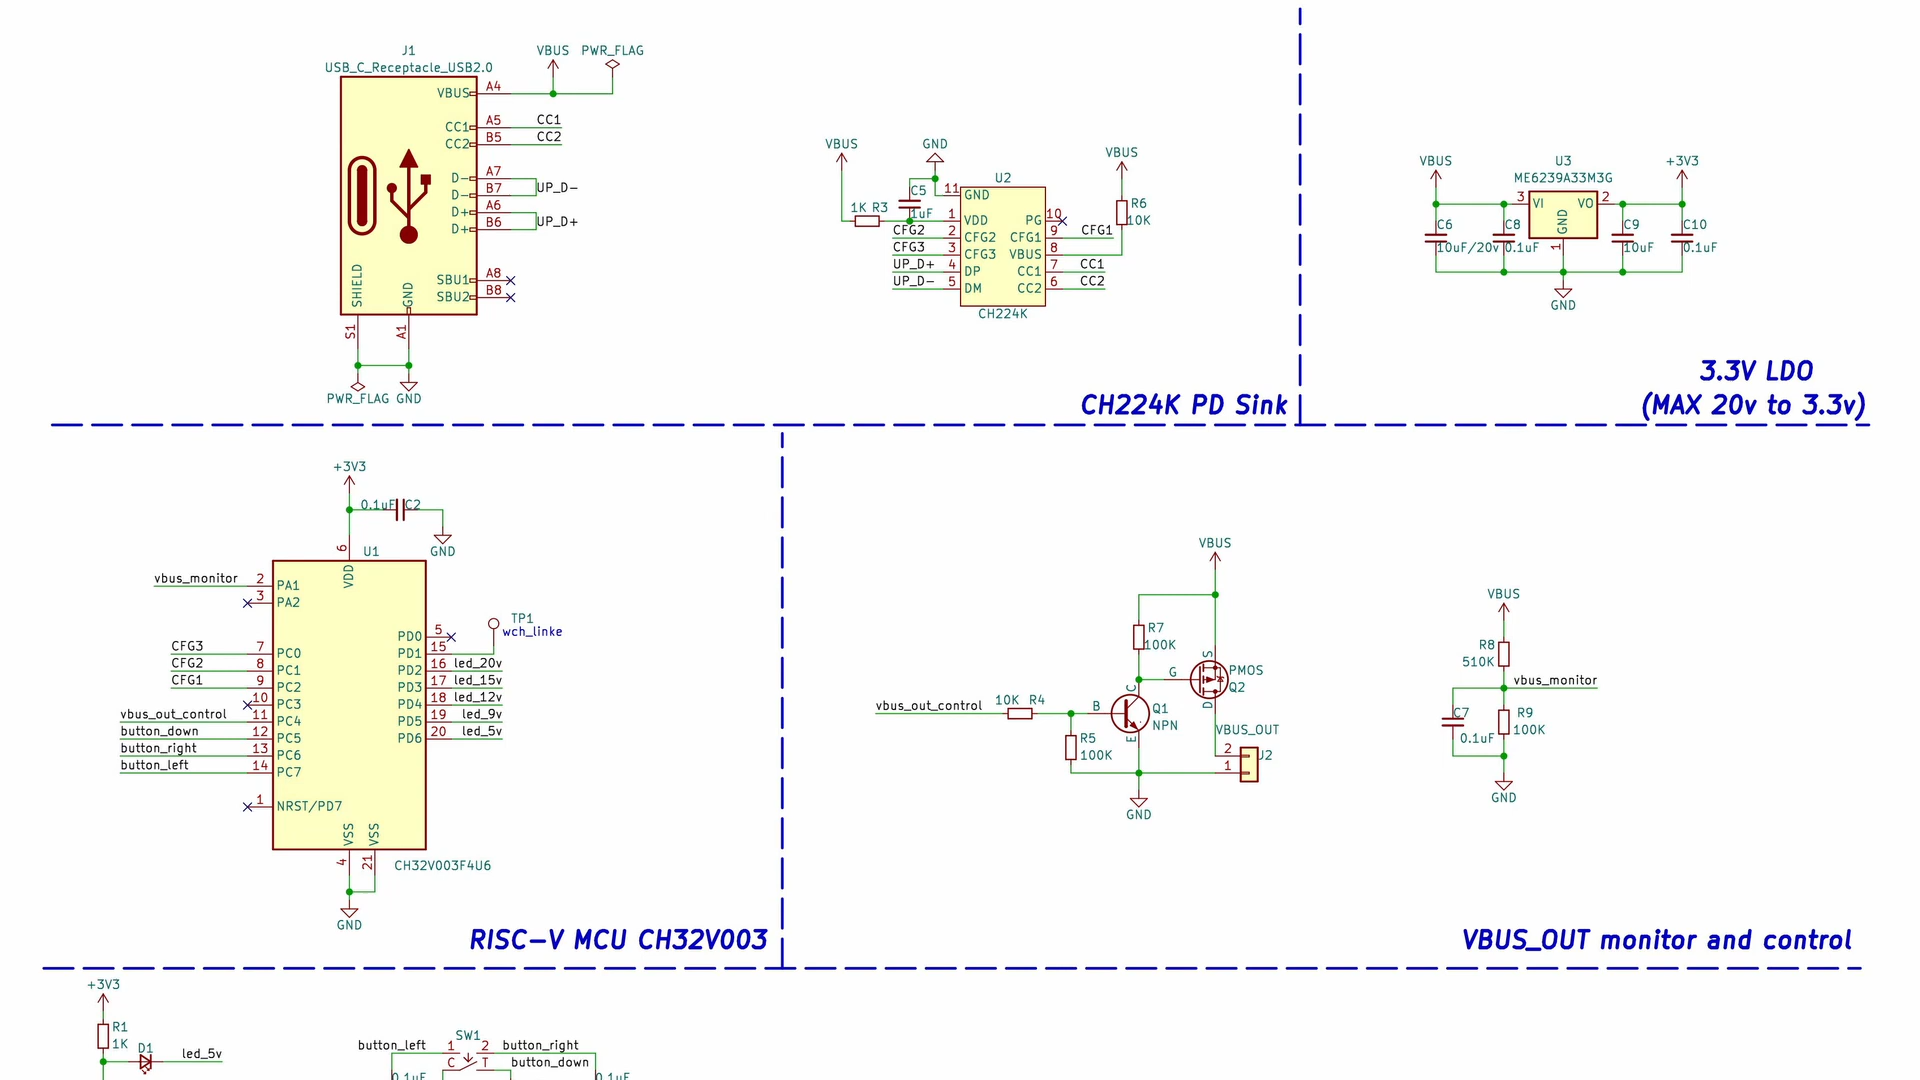 J1
USB_C_Receptacle_USB2.0
VBUS
PWR_FLAG
VBUS A4
CC1 A5 CC1
CC2 B5 CC2
D- A7
D- B7 UP_D-
D+ A6
D+ B6 UP_D+
SBU1 A8
SBU2 B8
SHIELD
GND
S1
A1
PWR_FLAG GND
VBUS
GND
VBUS
U2
C5
1uF
1K R3
R6
10K
11 GND
1 VDD
PG 10
CFG2 2 CFG2
CFG1 9 CFG1
CFG3 3 CFG3
VBUS 8
UP_D+ 4 DP
CC1 7 CC1
UP_D- 5 DM
CC2 6 CC2
CH224K
CH224K PD Sink
VBUS
U3
ME6239A33M3G
+3V3
3 VI
VO 2
GND
1
C6
10uF/20v
C8
0.1uF
C9
10uF
C10
0.1uF
GND
3.3V LDO
(MAX 20v to 3.3v)
+3V3
0.1uF C2
GND
6
U1
VDD
vbus_monitor 2 PA1
3 PA2
TP1
wch_linke
PD0 5
CFG3 7 PC0
PD1 15
CFG2 8 PC1
PD2 16 led_20v
CFG1 9 PC2
PD3 17 led_15v
10 PC3
PD4 18 led_12v
vbus_out_control 11 PC4
PD5 19 led_9v
button_down 12 PC5
PD6 20 led_5v
button_right 13 PC6
button_left 14 PC7
1 NRST/PD7
VSS
VSS
4
21
CH32V003F4U6
GND
RISC-V MCU CH32V003
VBUS
R7
100K
G
S
D
PMOS
Q2
vbus_out_control
10K R4
B
C
E
Q1
NPN
R5
100K
VBUS_OUT
2
1
J2
GND
VBUS
R8
510K
vbus_monitor
C7
0.1uF
R9
100K
GND
VBUS_OUT monitor and control
+3V3
R1
1K
D1
led_5v
SW1
button_left 1 2 button_right
C T button_down
0.1uF
0.1uF